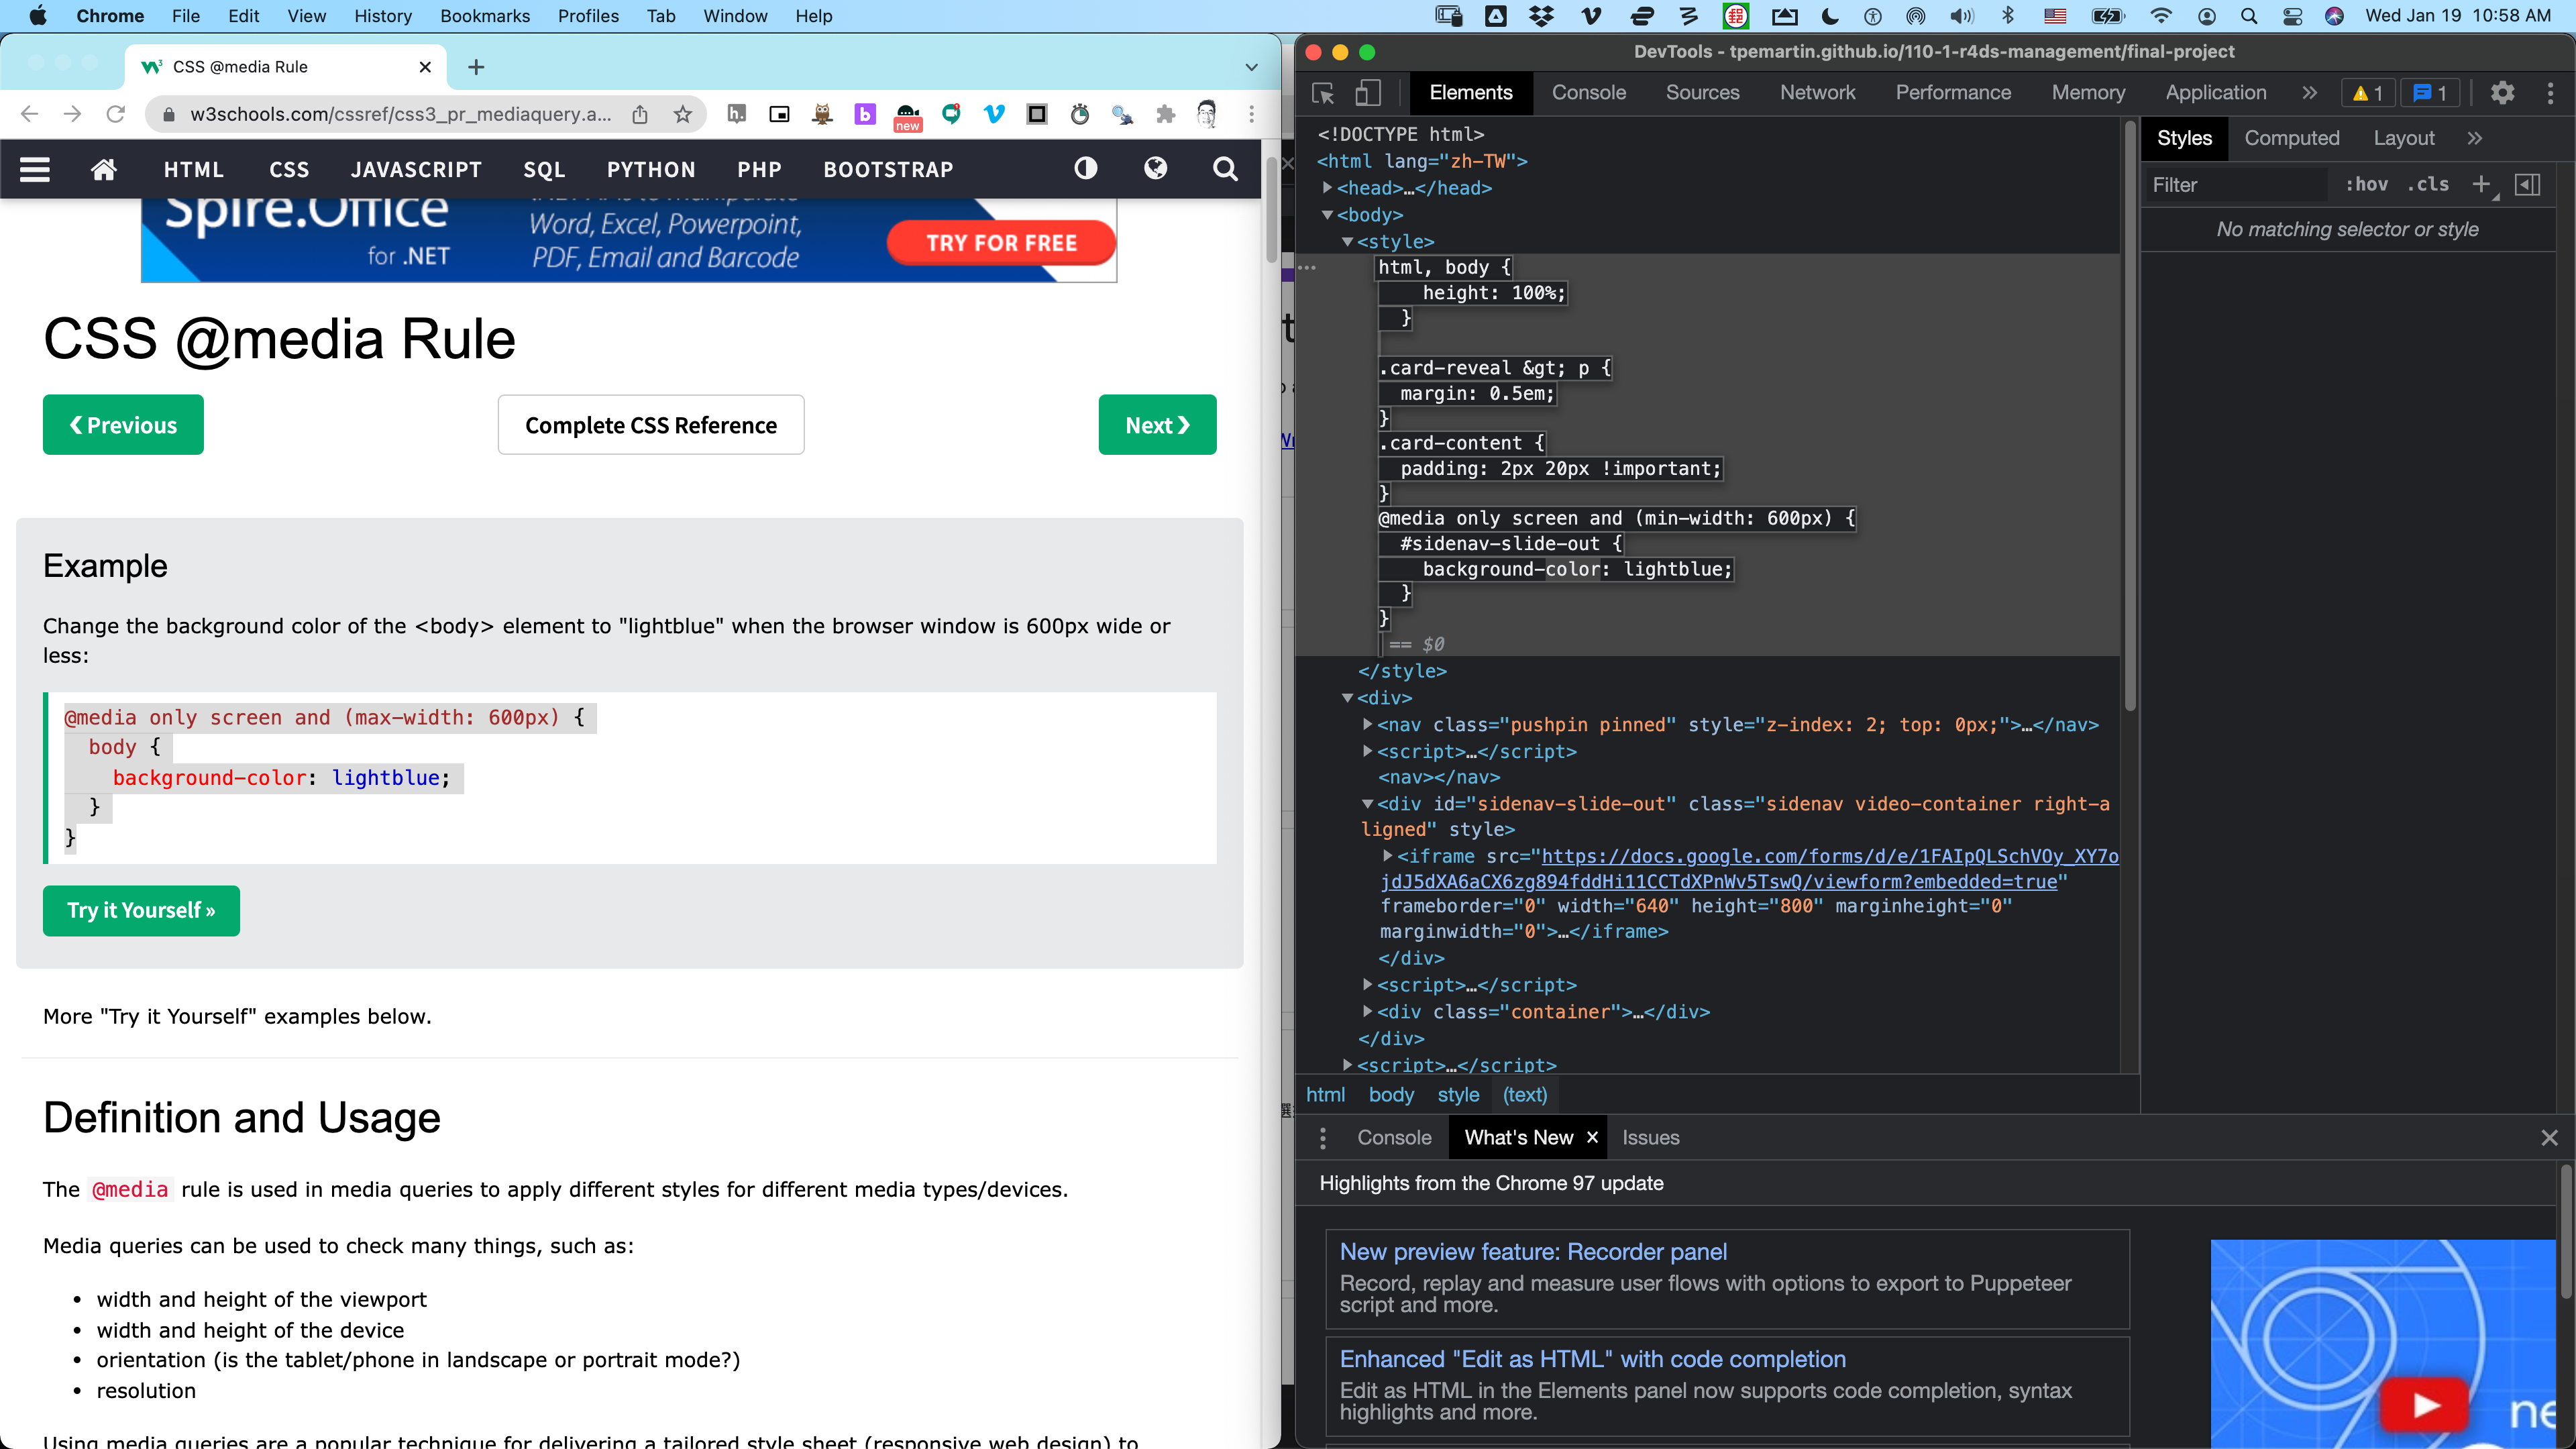 Chrome File Edit View History Bookmarks Profiles Tab Window Help
Wed Jan 19 10:58 AM
CSS @media Rule
w3schools.com/cssref/css3_pr_mediaquery.a...
new
HTML CSS JAVASCRIPT SQL PYTHON PHP BOOTSTRAP
Spire.Office
for .NET
Word, Excel, Powerpoint,
PDF, Email and Barcode
TRY FOR FREE
CSS @media Rule
❮ Previous
Complete CSS Reference
Next ❯
Example
Change the background color of the <body> element to "lightblue" when the browser window is 600px wide or
less:
@media only screen and (max-width: 600px) {
body {
background-color: lightblue;
}
}
Try it Yourself »
More "Try it Yourself" examples below.
Definition and Usage
The @media rule is used in media queries to apply different styles for different media types/devices.
Media queries can be used to check many things, such as:
• width and height of the viewport
• width and height of the device
• orientation (is the tablet/phone in landscape or portrait mode?)
• resolution
Using media queries are a popular technique for delivering a tailored style sheet (responsive web design) to
DevTools - tpemartin.github.io/110-1-r4ds-management/final-project
Elements Console Sources Network Performance Memory Application » 1 1
<!DOCTYPE html>
<html lang="zh-TW">
<head>…</head>
<body>
<style>
html, body {
height: 100%;
}
.card-reveal &gt; p {
margin: 0.5em;
}
.card-content {
padding: 2px 20px !important;
}
@media only screen and (min-width: 600px) {
#sidenav-slide-out {
background-color: lightblue;
}
}
== $0
</style>
<div>
<nav class="pushpin pinned" style="z-index: 2; top: 0px;">…</nav>
<script>…</script>
<nav></nav>
<div id="sidenav-slide-out" class="sidenav video-container right-a
ligned" style>
<iframe src="https://docs.google.com/forms/d/e/1FAIpQLSchVOy_XY7o
jdJ5dXA6aCX6zg894fddHi11CCTdXPnWv5TswQ/viewform?embedded=true"
frameborder="0" width="640" height="800" marginheight="0"
marginwidth="0">…</iframe>
</div>
<script>…</script>
<div class="container">…</div>
</div>
<script>…</script>
html body style (text)
Styles Computed Layout »
Filter :hov .cls +
No matching selector or style
Console What's New × Issues
Highlights from the Chrome 97 update
New preview feature: Recorder panel
Record, replay and measure user flows with options to export to Puppeteer
script and more.
Enhanced "Edit as HTML" with code completion
Edit as HTML in the Elements panel now supports code completion, syntax
highlights and more.
ne